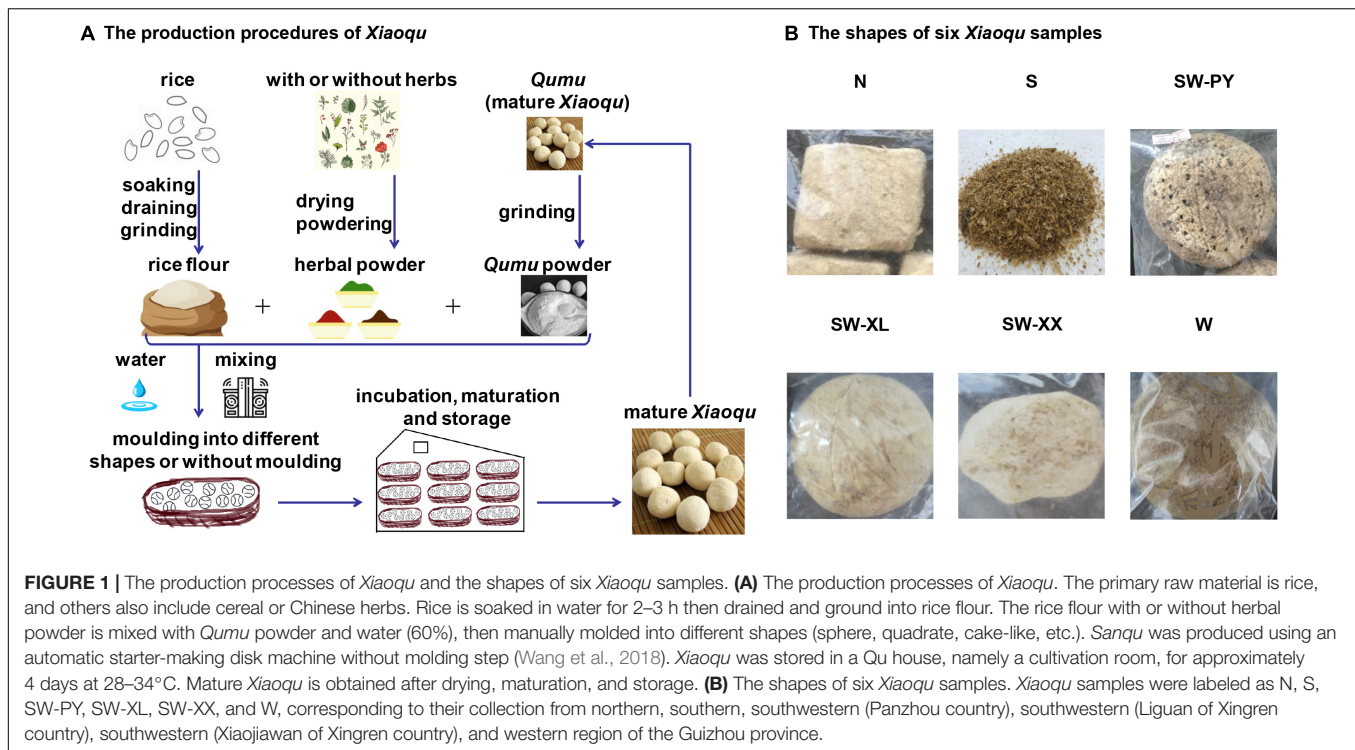 A The production procedures of Xiaoqu
rice
with or without herbs
Qumu
(mature Xiaoqu)
soaking
draining
grinding
drying
powdering
grinding
rice flour
herbal powder
Qumu powder
+
+
water
mixing
moulding into different
shapes or without moulding
incubation, maturation
and storage
mature Xiaoqu
B The shapes of six Xiaoqu samples
N
S
SW-PY
SW-XL
SW-XX
W
FIGURE 1 | The production processes of Xiaoqu and the shapes of six Xiaoqu samples. (A) The production processes of Xiaoqu. The primary raw material is rice,
and others also include cereal or Chinese herbs. Rice is soaked in water for 2–3 h then drained and ground into rice flour. The rice flour with or without herbal
powder is mixed with Qumu powder and water (60%), then manually molded into different shapes (sphere, quadrate, cake-like, etc.). Sanqu was produced using an
automatic starter-making disk machine without molding step (Wang et al., 2018). Xiaoqu was stored in a Qu house, namely a cultivation room, for approximately
4 days at 28–34°C. Mature Xiaoqu is obtained after drying, maturation, and storage. (B) The shapes of six Xiaoqu samples. Xiaoqu samples were labeled as N, S,
SW-PY, SW-XL, SW-XX, and W, corresponding to their collection from northern, southern, southwestern (Panzhou country), southwestern (Liguan of Xingren
country), southwestern (Xiaojiawan of Xingren country), and western region of the Guizhou province.